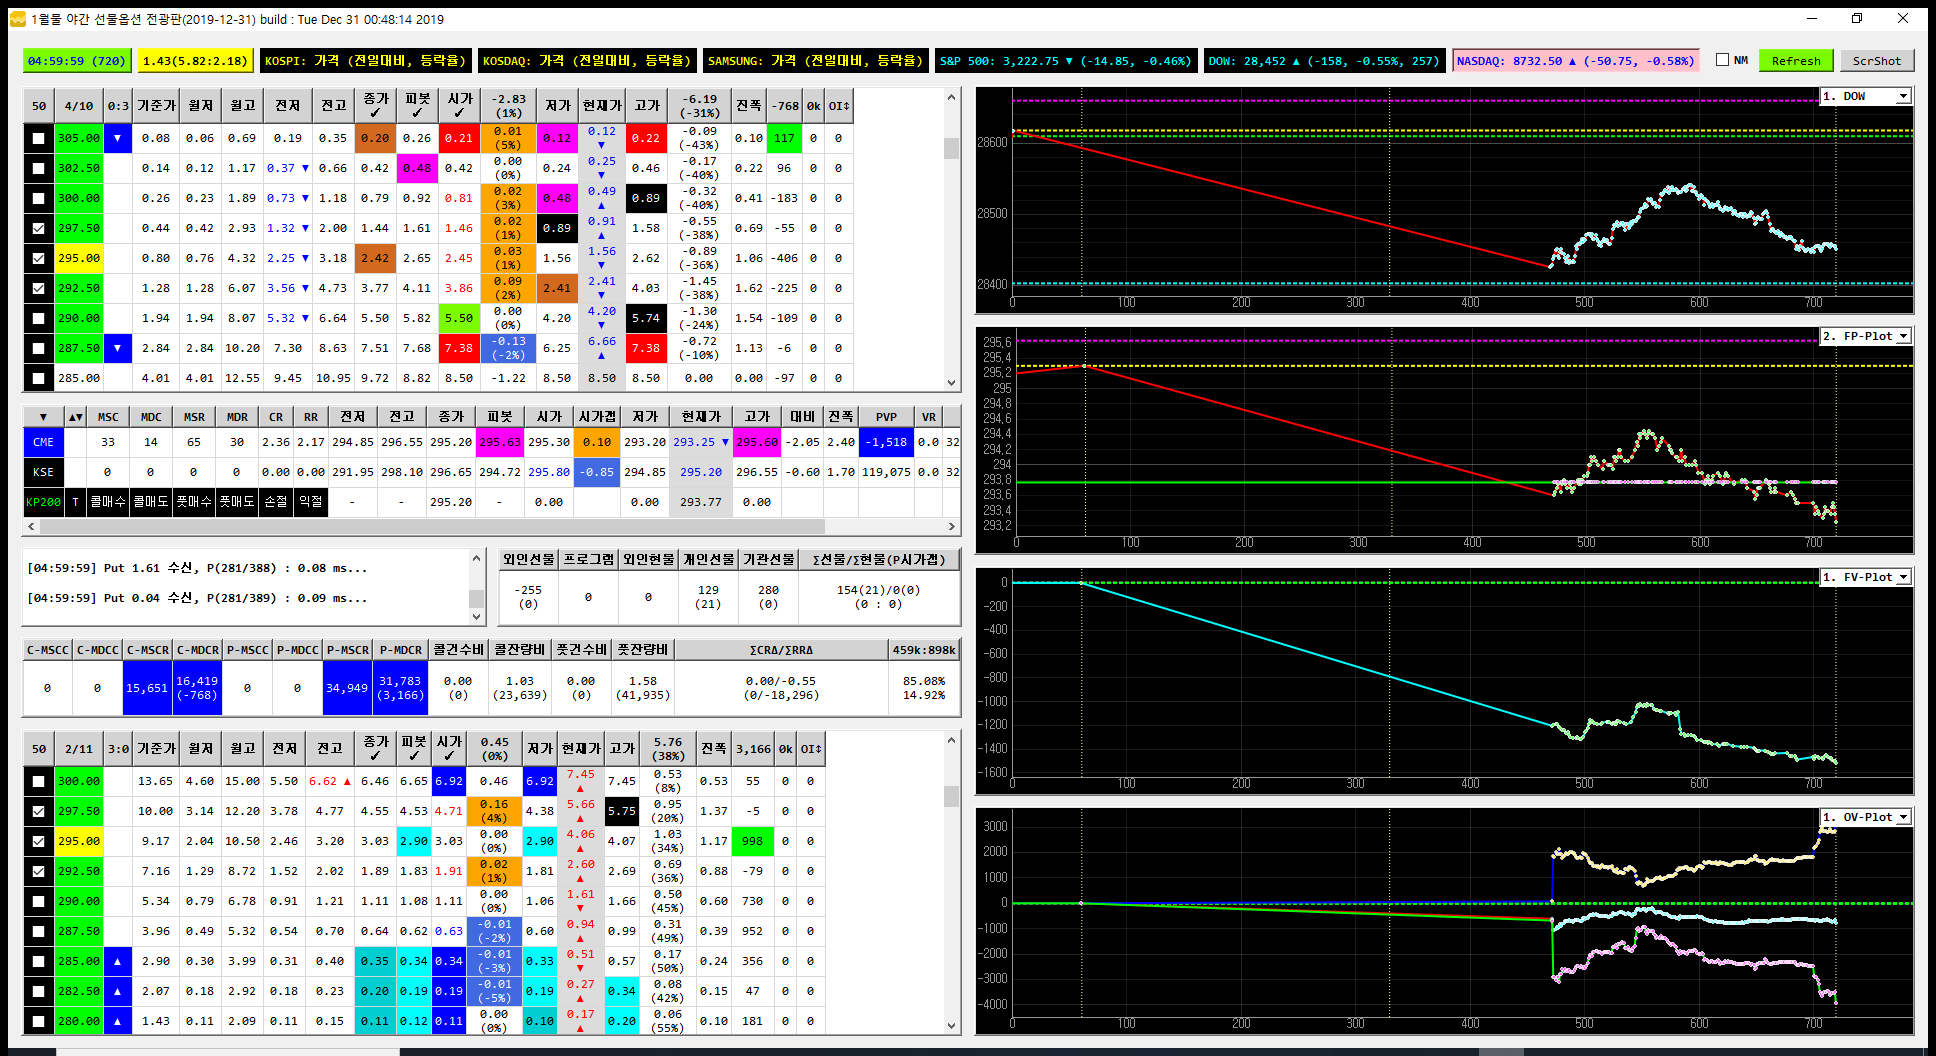 1월물 야간 선물옵션 전광판(2019-12-31) build : Tue Dec 31 00:48:14 2019
04:59:59 (720) 1.43(5.82:2.18) KOSPI: 가격 (전일대비, 등락율) KOSDAQ: 가격 (전일대비, 등락율) SAMSUNG: 가격 (전일대비, 등락율) S&P 500: 3,222.75 ▼ (-14.85, -0.46%) DOW: 28,452 ▲ (-158, -0.55%, 257) NASDAQ: 8732.50 ▲ (-50.75, -0.58%) NM Refresh ScrShot
50 4/10 0:3 기준가 월저 월고 전저 전고 종가 ✓ 피봇 ✓ 시가 ✓ -2.83 (1%) 저가 현재가 고가 -6.19 (-31%) 진폭 -768 0k OI↕
305.00 ▼ 0.08 0.06 0.69 0.19 0.35 0.20 0.26 0.21 0.01 (5%) 0.12 0.12 ▼ 0.22 -0.09 (-43%) 0.10 117 0 0
302.50 0.14 0.12 1.17 0.37 ▼ 0.66 0.42 0.48 0.42 0.00 (0%) 0.24 0.25 ▼ 0.46 -0.17 (-40%) 0.22 96 0 0
300.00 0.26 0.23 1.89 0.73 ▼ 1.18 0.79 0.92 0.81 0.02 (3%) 0.48 0.49 ▲ 0.89 -0.32 (-40%) 0.41 -183 0 0
297.50 0.44 0.42 2.93 1.32 ▼ 2.00 1.44 1.61 1.46 0.02 (1%) 0.89 0.91 ▲ 1.58 -0.55 (-38%) 0.69 -55 0 0
295.00 0.80 0.76 4.32 2.25 ▼ 3.18 2.42 2.65 2.45 0.03 (1%) 1.56 1.56 ▼ 2.62 -0.89 (-36%) 1.06 -406 0 0
292.50 1.28 1.28 6.07 3.56 ▼ 4.73 3.77 4.11 3.86 0.09 (2%) 2.41 2.41 ▼ 4.03 -1.45 (-38%) 1.62 -225 0 0
290.00 1.94 1.94 8.07 5.32 ▼ 6.64 5.50 5.82 5.50 0.00 (0%) 4.20 4.20 ▼ 5.74 -1.30 (-24%) 1.54 -109 0 0
287.50 ▼ 2.84 2.84 10.20 7.30 8.63 7.51 7.68 7.38 -0.13 (-2%) 6.25 6.66 ▲ 7.38 -0.72 (-10%) 1.13 -6 0 0
285.00 4.01 4.01 12.55 9.45 10.95 9.72 8.82 8.50 -1.22 8.50 8.50 8.50 0.00 0.00 -97 0 0
▼ ▲▼ MSC MDC MSR MDR CR RR 전저 전고 종가 피봇 시가 시가갭 저가 현재가 고가 대비 진폭 PVP VR
CME 33 14 65 30 2.36 2.17 294.85 296.55 295.20 295.63 295.30 0.10 293.20 293.25 ▼ 295.60 -2.05 2.40 -1,518 0.0 32
KSE 0 0 0 0 0.00 0.00 291.95 298.10 296.65 294.72 295.80 -0.85 294.85 295.20 296.55 -0.60 1.70 119,075 0.0 32
KP200 T 콜매수 콜매도 풋매수 풋매도 손절 익절 - - 295.20 - 0.00 0.00 293.77 0.00
[04:59:59] Put 1.61 수신, P(281/388) : 0.08 ms...
[04:59:59] Put 0.04 수신, P(281/389) : 0.09 ms...
외인선물 프로그램 외인현물 개인선물 기관선물 Σ선물/Σ현물(P시가갭)
-255 (0) 0 0 129 (21) 280 (0) 154(21)/0(0) (0 : 0)
C-MSCC C-MDCC C-MSCR C-MDCR P-MSCC P-MDCC P-MSCR P-MDCR 콜건수비 콜잔량비 풋건수비 풋잔량비 ΣCRΔ/ΣRRΔ 459k:898k
0 0 15,651 16,419 (-768) 0 0 34,949 31,783 (3,166) 0.00 (0) 1.03 (23,639) 0.00 (0) 1.58 (41,935) 0.00/-0.55 (0/-18,296) 85.08% 14.92%
50 2/11 3:0 기준가 월저 월고 전저 전고 종가 ✓ 피봇 ✓ 시가 ✓ 0.45 (0%) 저가 현재가 고가 5.76 (38%) 진폭 3,166 0k OI↕
300.00 13.65 4.60 15.00 5.50 6.62 ▲ 6.46 6.65 6.92 0.46 6.92 7.45 ▲ 7.45 0.53 (8%) 0.53 55 0 0
297.50 10.00 3.14 12.20 3.78 4.77 4.55 4.53 4.71 0.16 (4%) 4.38 5.66 ▲ 5.75 0.95 (20%) 1.37 -5 0 0
295.00 9.17 2.04 10.50 2.46 3.20 3.03 2.90 3.03 0.00 (0%) 2.90 4.06 ▲ 4.07 1.03 (34%) 1.17 998 0 0
292.50 7.16 1.29 8.72 1.52 2.02 1.89 1.83 1.91 0.02 (1%) 1.81 2.60 ▲ 2.69 0.69 (36%) 0.88 -79 0 0
290.00 5.34 0.79 6.78 0.91 1.21 1.11 1.08 1.11 0.00 (0%) 1.06 1.61 ▼ 1.66 0.50 (45%) 0.60 730 0 0
287.50 3.96 0.49 5.32 0.54 0.70 0.64 0.62 0.63 -0.01 (-2%) 0.60 0.94 ▲ 0.99 0.31 (49%) 0.39 952 0 0
285.00 ▲ 2.90 0.30 3.99 0.31 0.40 0.35 0.34 0.34 -0.01 (-3%) 0.33 0.51 ▼ 0.57 0.17 (50%) 0.24 356 0 0
282.50 ▲ 2.07 0.18 2.92 0.18 0.23 0.20 0.19 0.19 -0.01 (-5%) 0.19 0.27 ▲ 0.34 0.08 (42%) 0.15 47 0 0
280.00 ▲ 1.43 0.11 2.09 0.11 0.15 0.11 0.12 0.11 0.00 (0%) 0.10 0.17 ▲ 0.20 0.06 (55%) 0.10 181 0 0
1. DOW
28600
28500
28400
0 100 200 300 400 500 600 700
2. FP-Plot
295,6
295,4
295,2
295
294,8
294,6
294,4
294,2
294
293,8
293,6
293,4
293,2
0 100 200 300 400 500 600 700
1. FV-Plot
0
-200
-400
-600
-800
-1000
-1200
-1400
-1600
0 100 200 300 400 500 600 700
1. OV-Plot
3000
2000
1000
0
-1000
-2000
-3000
-4000
0 100 200 300 400 500 600 700